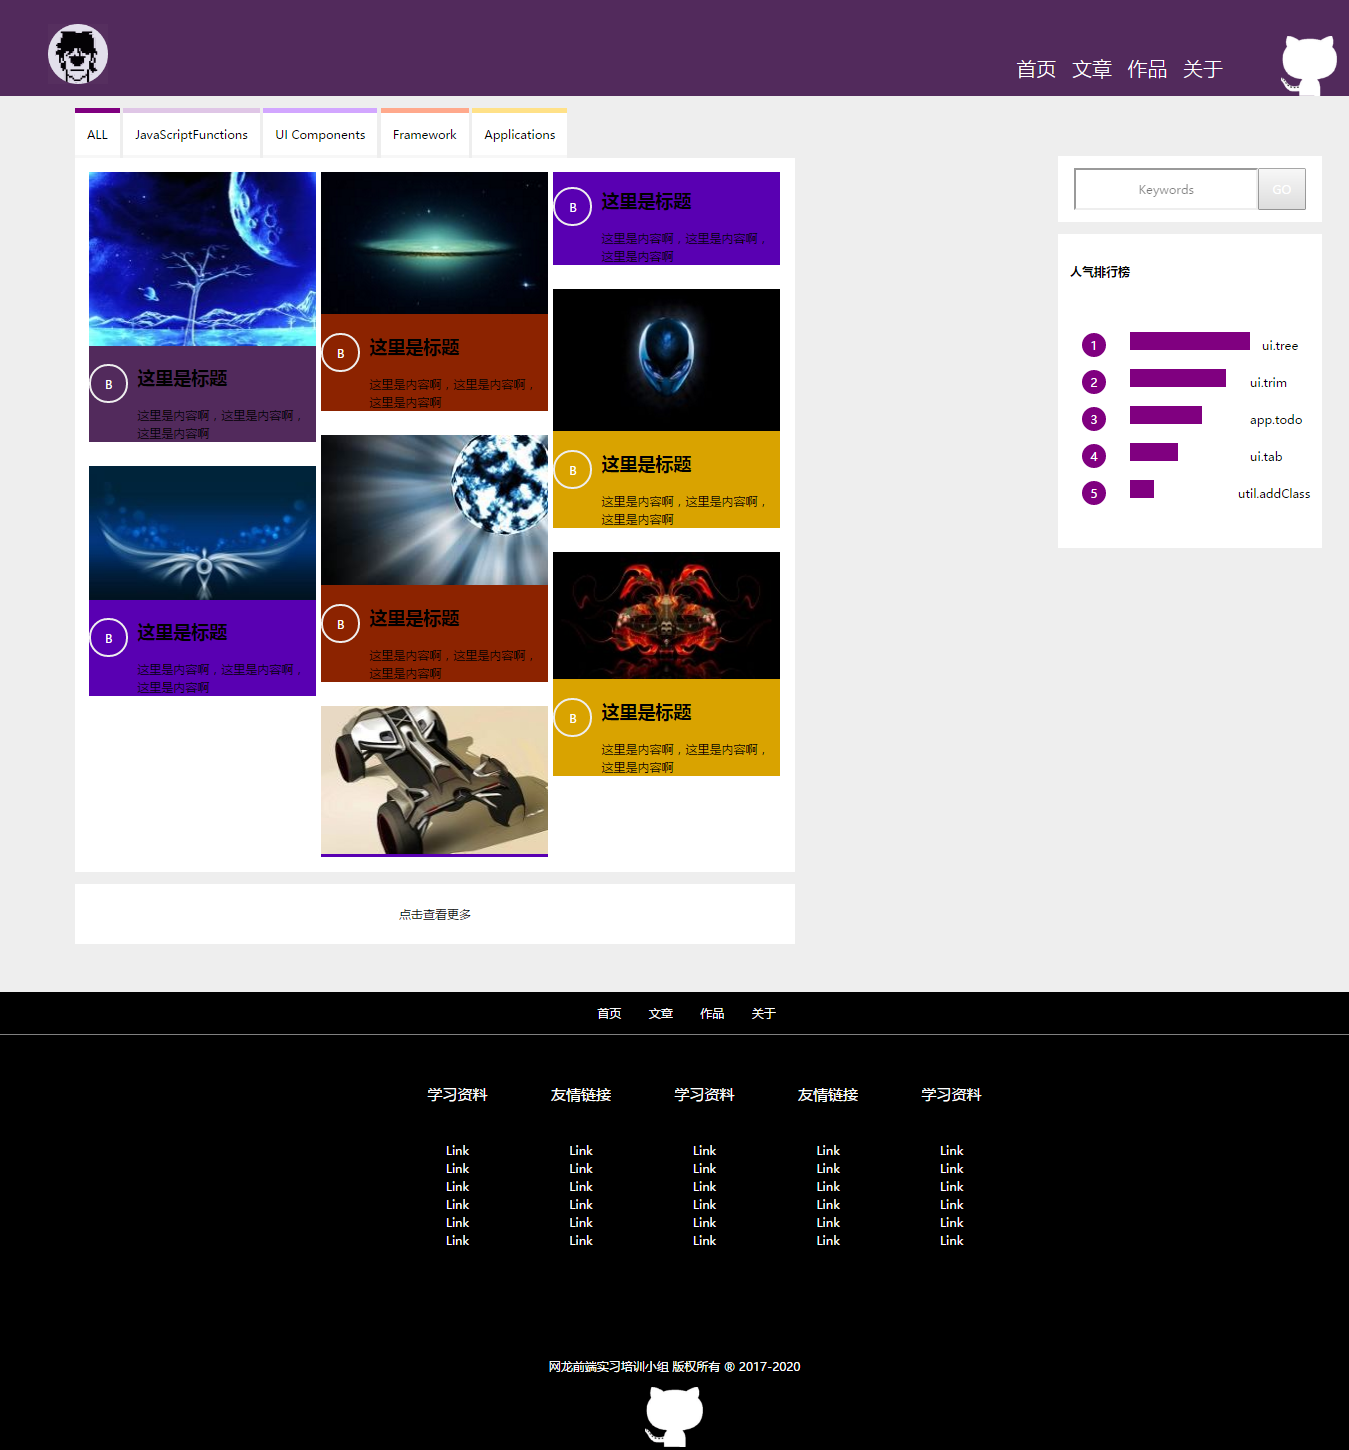 首页 文章 作品 关于
ALL JavaScriptFunctions UI Components Framework Applications
B 这里是标题
这里是内容啊，这里是内容啊，
这里是内容啊
B 这里是标题
这里是内容啊，这里是内容啊，
这里是内容啊
B 这里是标题
这里是内容啊，这里是内容啊，
这里是内容啊
B 这里是标题
这里是内容啊，这里是内容啊，
这里是内容啊
B 这里是标题
这里是内容啊，这里是内容啊，
这里是内容啊
B 这里是标题
这里是内容啊，这里是内容啊，
这里是内容啊
B 这里是标题
这里是内容啊，这里是内容啊，
这里是内容啊
点击查看更多
Keywords GO
人气排行榜
1 ui.tree
2 ui.trim
3 app.todo
4 ui.tab
5 util.addClass
首页 文章 作品 关于
学习资料 友情链接 学习资料 友情链接 学习资料
Link Link Link Link Link
Link Link Link Link Link
Link Link Link Link Link
Link Link Link Link Link
Link Link Link Link Link
Link Link Link Link Link
网龙前端实习培训小组 版权所有 ® 2017-2020